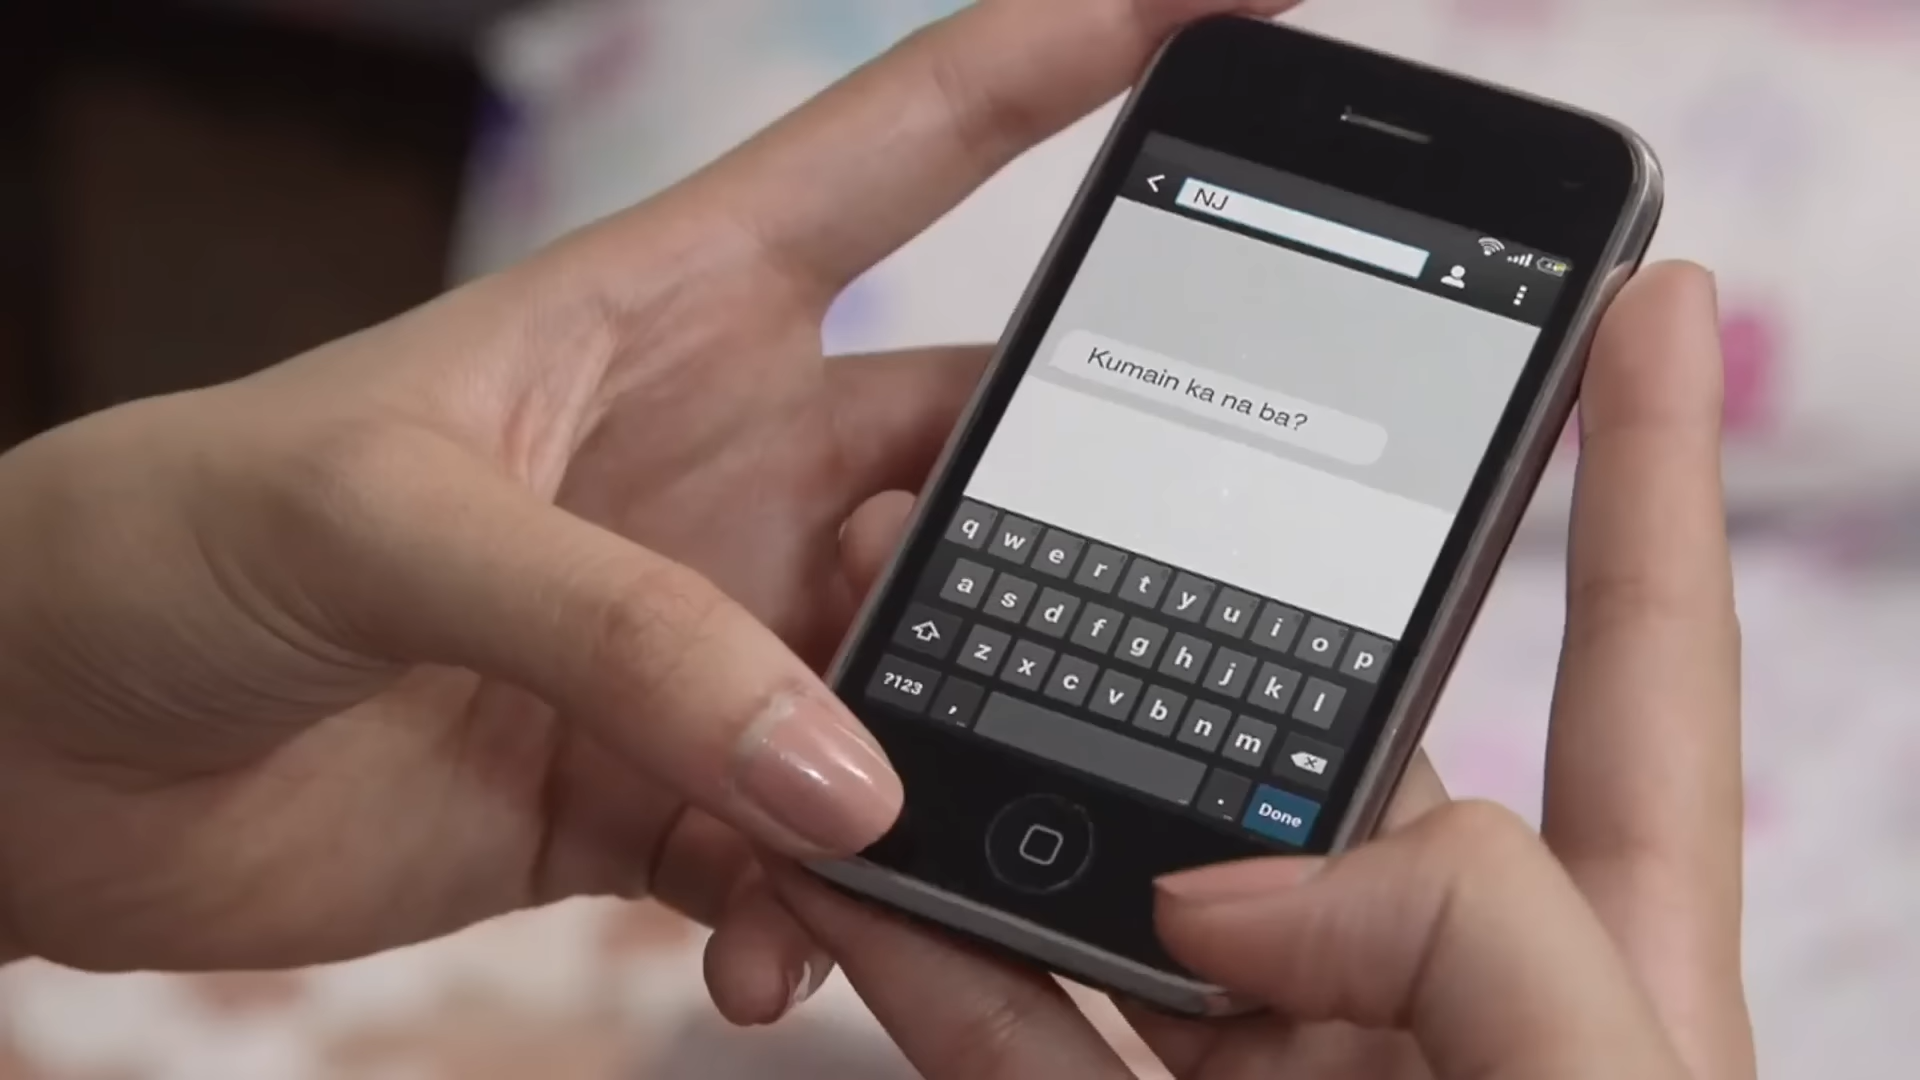 NJ
Kumain ka na ba?
q w e r t y u i o p
a s d f g h j k l
z x c v b n m
?123 , . Done